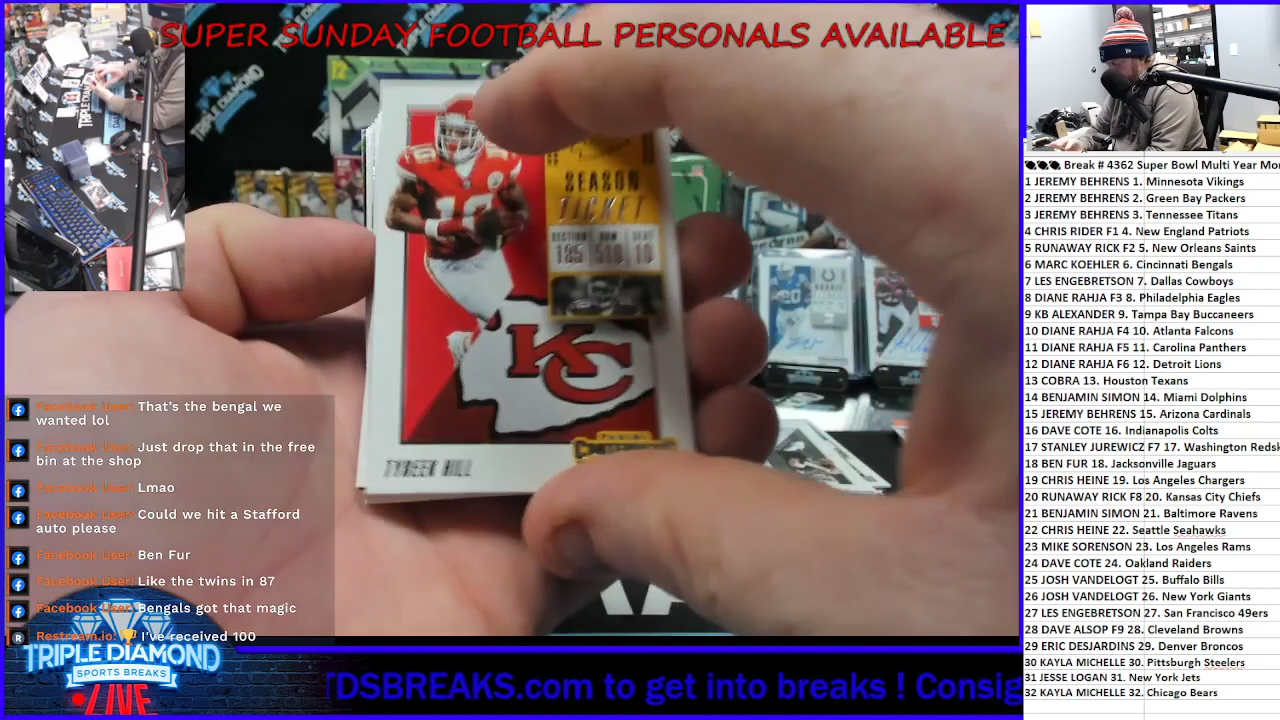 SUPER SUNDAY FOOTBALL PERSONALS AVAILABLE
TRIPLE DIAMOND
SEASON
TICKET
SECTION ROW SEAT
185 510 10
KC
TYREEK HILL
Facebook User: That's the bengal we
wanted lol
Facebook User: Just drop that in the free
bin at the shop
Facebook User: Lmao
Facebook User: Could we hit a Stafford
auto please
Facebook User: Ben Fur
Facebook User: Like the twins in 87
Facebook User: Bengals got that magic
Restream.io: 🏆 I've received 100
TRIPLE DIAMOND
SPORTS BREAKS
LIVE
TDSBREAKS.com to get into breaks ! Consig
Break # 4362 Super Bowl Multi Year Mo
1 JEREMY BEHRENS 1. Minnesota Vikings
2 JEREMY BEHRENS 2. Green Bay Packers
3 JEREMY BEHRENS 3. Tennessee Titans
4 CHRIS RIDER F1 4. New England Patriots
5 RUNAWAY RICK F2 5. New Orleans Saints
6 MARC KOEHLER 6. Cincinnati Bengals
7 LES ENGEBRETSON 7. Dallas Cowboys
8 DIANE RAHJA F3 8. Philadelphia Eagles
9 KB ALEXANDER 9. Tampa Bay Buccaneers
10 DIANE RAHJA F4 10. Atlanta Falcons
11 DIANE RAHJA F5 11. Carolina Panthers
12 DIANE RAHJA F6 12. Detroit Lions
13 COBRA 13. Houston Texans
14 BENJAMIN SIMON 14. Miami Dolphins
15 JEREMY BEHRENS 15. Arizona Cardinals
16 DAVE COTE 16. Indianapolis Colts
17 STANLEY JUREWICZ F7 17. Washington Redsk
18 BEN FUR 18. Jacksonville Jaguars
19 CHRIS HEINE 19. Los Angeles Chargers
20 RUNAWAY RICK F8 20. Kansas City Chiefs
21 BENJAMIN SIMON 21. Baltimore Ravens
22 CHRIS HEINE 22. Seattle Seahawks
23 MIKE SORENSON 23. Los Angeles Rams
24 DAVE COTE 24. Oakland Raiders
25 JOSH VANDELOGT 25. Buffalo Bills
26 JOSH VANDELOGT 26. New York Giants
27 LES ENGEBRETSON 27. San Francisco 49ers
28 DAVE ALSOP F9 28. Cleveland Browns
29 ERIC DAVIDS 29. Denver Broncos
30 KAYLA MICHELLE 30. Pittsburgh Steelers
31 JESSE LOGAN 31. New York Jets
32 KAYLA MICHELLE 32. Chicago Bears